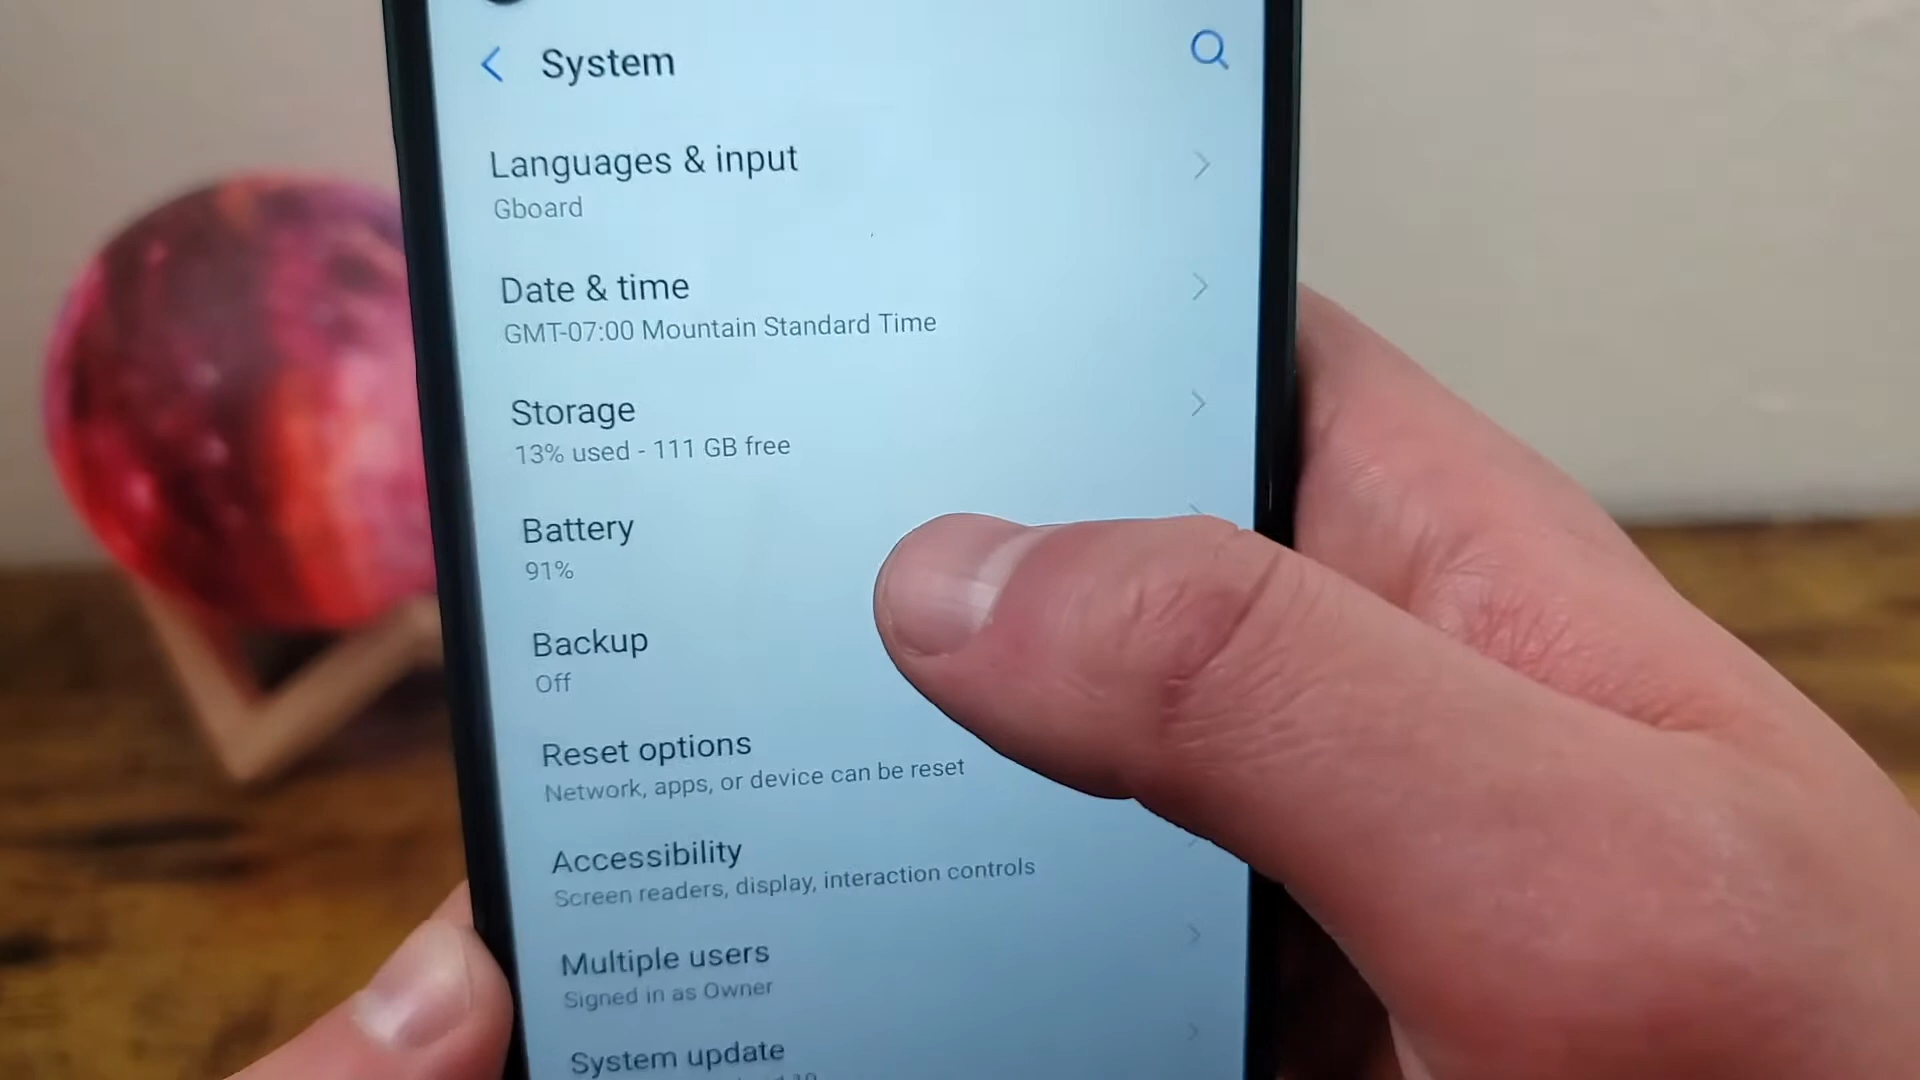 System
Languages & input
Gboard
Date & time
GMT-07:00 Mountain Standard Time
Storage
13% used - 111 GB free
Battery
91%
Backup
Off
Reset options
Network, apps, or device can be reset
Accessibility
Screen readers, display, interaction controls
Multiple users
Signed in as Owner
System update